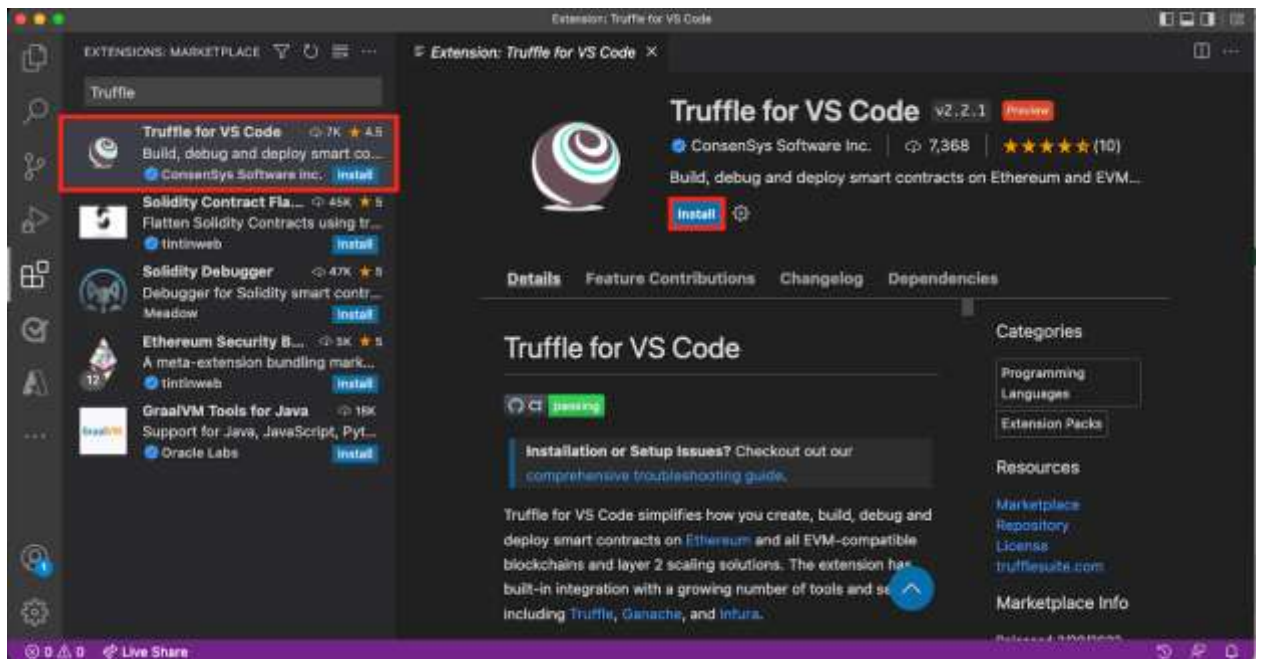 Extension: Truffle for VS Code
EXTENSIONS: MARKETPLACE
Extension: Truffle for VS Code
Truffle
Truffle for VS Code 7K 4.5
Build, debug and deploy smart co...
ConsenSys Software Inc. Install
Solidity Contract Fla... 45K 5
Flatten Solidity Contracts using tr...
tintinweb Install
Solidity Debugger 47K 5
Debugger for Solidity smart contr...
Meadow Install
Ethereum Security B... 5
A meta-extension bundling mark...
12
tintinweb Install
GraalVM Tools for Java
Support for Java, JavaScript, Pyt...
GraalVM
Oracle Labs Install
Truffle for VS Code v2.2.1 Preview
ConsenSys Software Inc. 7,368 (10)
Build, debug and deploy smart contracts on Ethereum and EVM...
Install
Details Feature Contributions Changelog Dependencies
Truffle for VS Code
CI passing
Installation or Setup Issues? Checkout out our
comprehensive troubleshooting guide.
Truffle for VS Code simplifies how you create, build, debug and
deploy smart contracts on Ethereum and all EVM-compatible
blockchains and layer 2 scaling solutions. The extension has
built-in integration with a growing number of tools and se
including Truffle, Ganache, and Infura.
Categories
Programming
Languages
Extension Packs
Resources
Marketplace
Repository
License
trufflesuite.com
Marketplace Info
1
0 0 Live Share